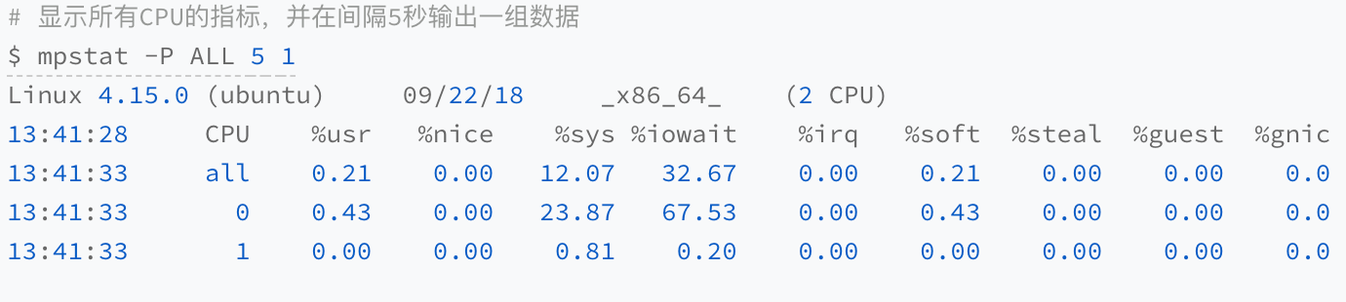 # 显示所有CPU的指标，并在间隔5秒输出一组数据
$ mpstat -P ALL 5 1
Linux 4.15.0 (ubuntu) 09/22/18 _x86_64_ (2 CPU)
13:41:28 CPU %usr %nice %sys %iowait %irq %soft %steal %guest %gnic
13:41:33 all 0.21 0.00 12.07 32.67 0.00 0.21 0.00 0.00 0.0
13:41:33 0 0.43 0.00 23.87 67.53 0.00 0.43 0.00 0.00 0.0
13:41:33 1 0.00 0.00 0.81 0.20 0.00 0.00 0.00 0.00 0.0